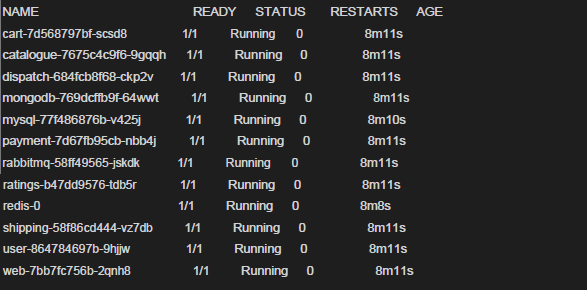 NAME READY STATUS RESTARTS AGE
cart-7d568797bf-scsd8 1/1 Running 0 8m11s
catalogue-7675c4c9f6-9gqqh 1/1 Running 0 8m11s
dispatch-684fcb8f68-ckp2v 1/1 Running 0 8m11s
mongodb-769dcffb9f-64wwt 1/1 Running 0 8m11s
mysql-77f486876b-v425j 1/1 Running 0 8m10s
payment-7d67fb95cb-nbb4j 1/1 Running 0 8m11s
rabbitmq-58ff49565-jskdk 1/1 Running 0 8m11s
ratings-b47dd9576-tdb5r 1/1 Running 0 8m11s
redis-0 1/1 Running 0 8m8s
shipping-58f86cd444-vz7db 1/1 Running 0 8m11s
user-864784697b-9hjjw 1/1 Running 0 8m11s
web-7bb7fc756b-2qnh8 1/1 Running 0 8m11s